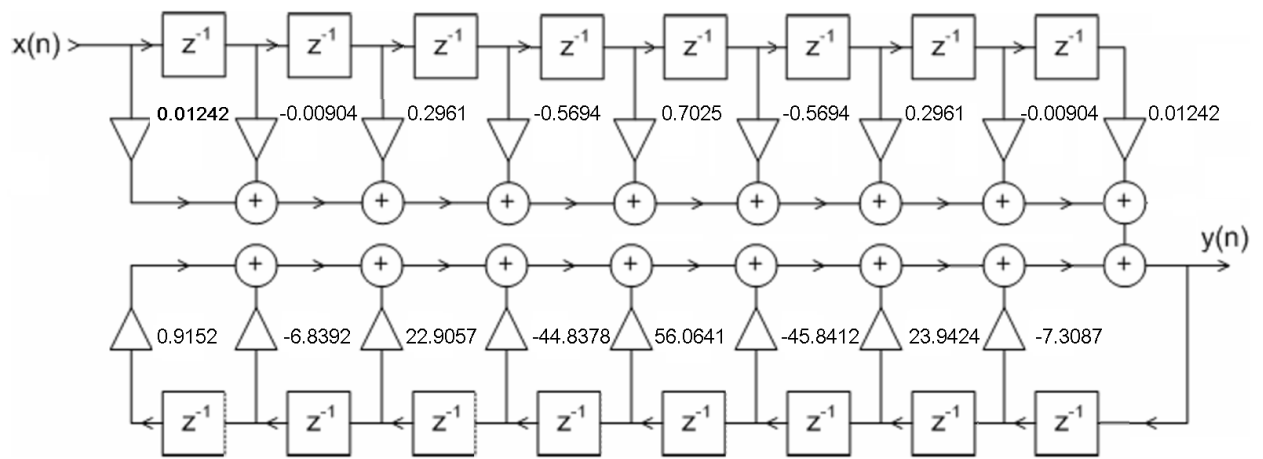 x(n) z⁻¹ z⁻¹ z⁻¹ z⁻¹ z⁻¹ z⁻¹ z⁻¹ z⁻¹
0.01242 -0.00904 0.2961 -0.5694 0.7025 -0.5694 0.2961 -0.00904 0.01242
+ + + + + + + +
y(n)
+ + + + + + + +
0.9152 -6.8392 22.9057 -44.8378 56.0641 -45.8412 23.9424 -7.3087
z⁻¹ z⁻¹ z⁻¹ z⁻¹ z⁻¹ z⁻¹ z⁻¹ z⁻¹